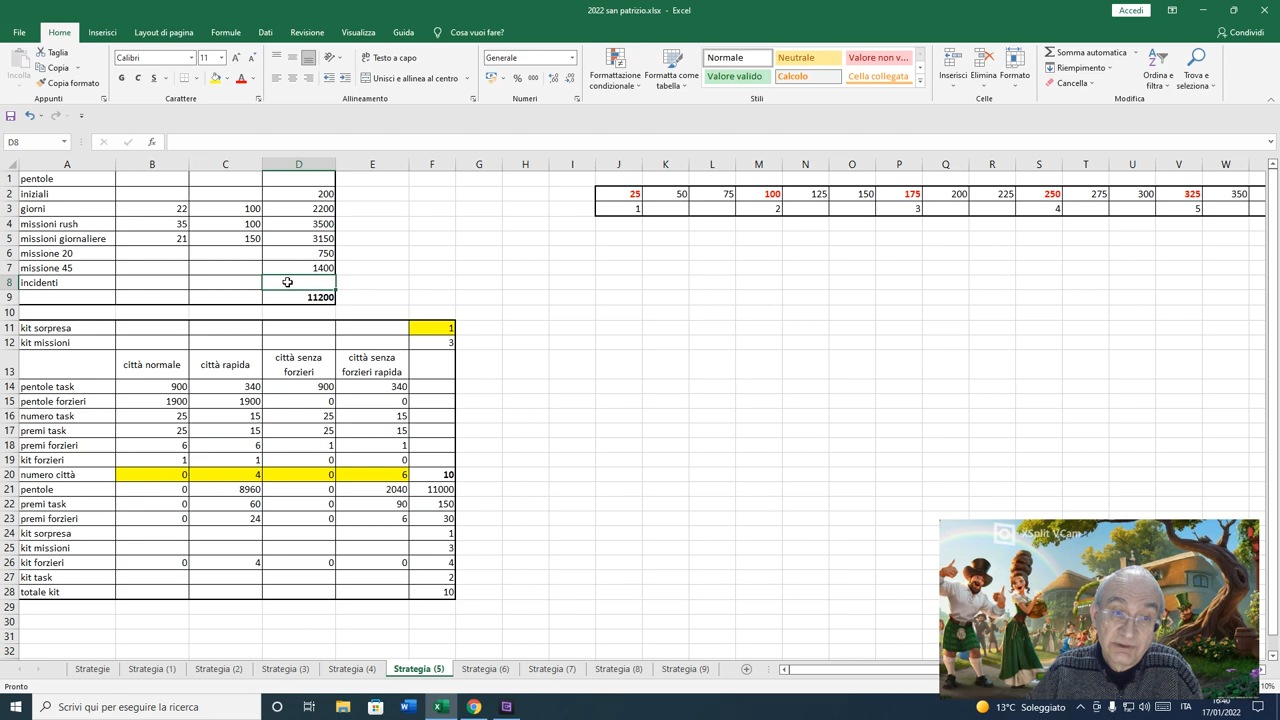 2022 san patrizio.xlsx - Excel
Accedi
File Home Inserisci Layout di pagina Formule Dati Revisione Visualizza Guida Cosa vuoi fare? Condividi
Incolla
Taglia
Copia
Copia formato
Appunti
Calibri 11
G C S
Carattere
Testo a capo
Unisci e allinea al centro
Allineamento
Generale
% 000
Numeri
Formattazione condizionale
Formatta come tabella
Normale Neutrale Valore non v...
Valore valido Calcolo Cella collegata
Stili
Inserisci Elimina Formato
Celle
Somma automatica
Riempimento
Cancella
Ordina e filtra
Trova e seleziona
Modifica
D8 fx
A B C D E F G H I J K L M N O P Q R S T U V W
1 pentole
2 iniziali 200 25 50 75 100 125 150 175 200 225 250 275 300 325 350
3 giorni 22 100 2200 1 2 3 4 5
4 missioni rush 35 100 3500
5 missioni giornaliere 21 150 3150
6 missione 20 750
7 missione 45 1400
8 incidenti
9 11200
10
11 kit sorpresa 1
12 kit missioni 3
13 città normale città rapida città senza forzieri città senza forzieri rapida
14 pentole task 900 340 900 340
15 pentole forzieri 1900 1900 0 0
16 numero task 25 15 25 15
17 premi task 25 15 25 15
18 premi forzieri 6 6 1 1
19 kit forzieri 1 1 0 0
20 numero città 0 4 0 6 10
21 pentole 0 8960 0 2040 11000
22 premi task 0 60 0 90 150
23 premi forzieri 0 24 0 6 30
24 kit sorpresa 1
25 kit missioni 3
26 kit forzieri 0 4 0 0 4
27 kit task 2
28 totale kit 10
29
30
31
32
XSplit VCam
Strategie Strategia (1) Strategia (2) Strategia (3) Strategia (4) Strategia (5) Strategia (6) Strategia (7) Strategia (8) Strategia (9)
Pronto
10%
Scrivi qui per eseguire la ricerca
13°C Soleggiato
ITA
16:40
17/01/2022